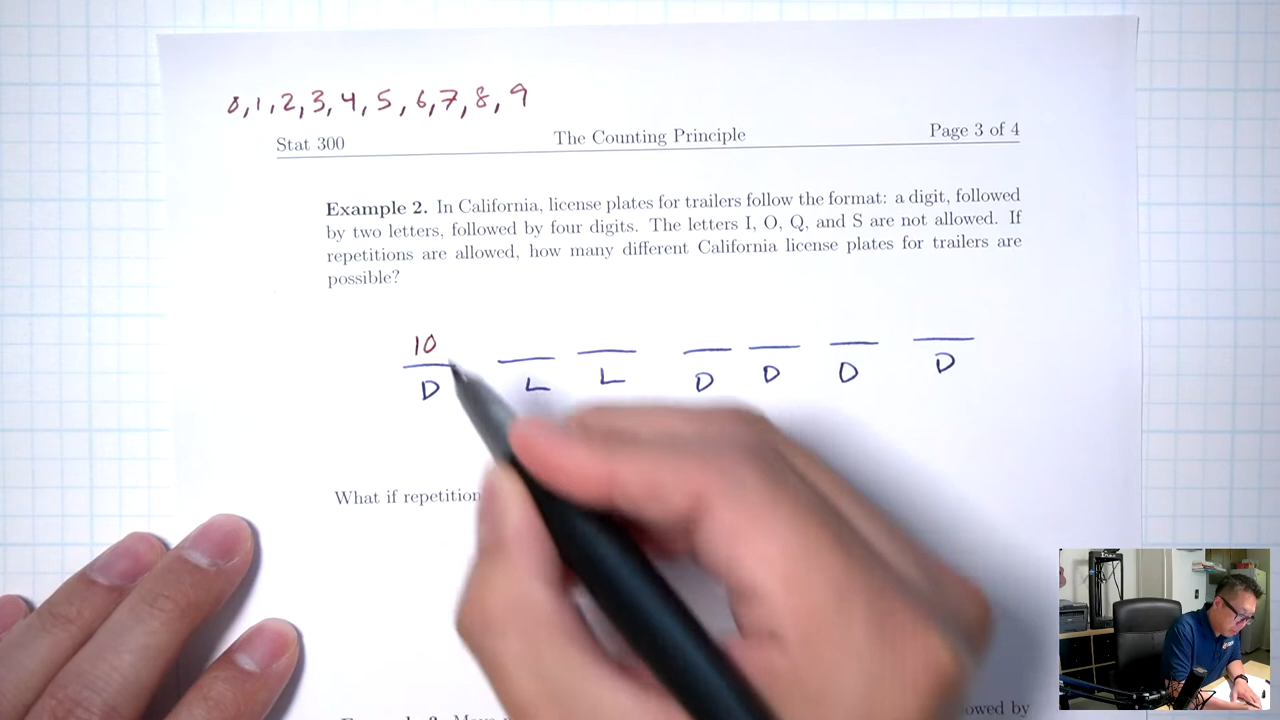 0,1,2,3,4,5,6,7,8,9
Stat 300 The Counting Principle Page 3 of 4
Example 2. In California, license plates for trailers follow the format: a digit, followed
by two letters, followed by four digits. The letters I, O, Q, and S are not allowed. If
repetitions are allowed, how many different California license plates for trailers are
possible?
10
D L L D D D D
What if repetition
owed by